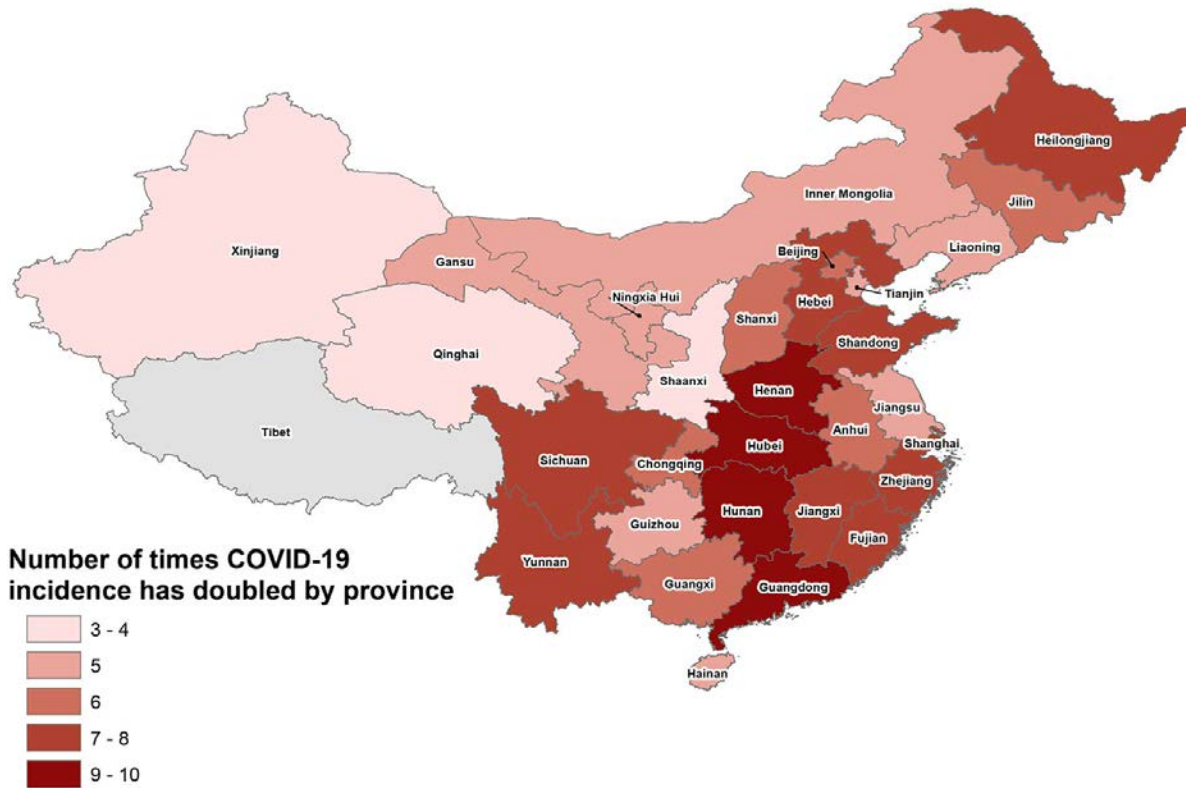 Heilongjiang
Inner Mongolia
Jilin
Xinjiang
Beijing
Liaoning
Gansu
Ningxia Hui
Tianjin
Hebei
Shanxi
Shandong
Qinghai
Shaanxi
Henan
Jiangsu
Tibet
Anhui
Hubei
Shanghai
Sichuan
Chongqing
Zhejiang
Hunan
Jiangxi
Guizhou
Fujian
Yunnan
Guangxi
Guangdong
Hainan
Number of times COVID-19
incidence has doubled by province
3 - 4
5
6
7 - 8
9 - 10